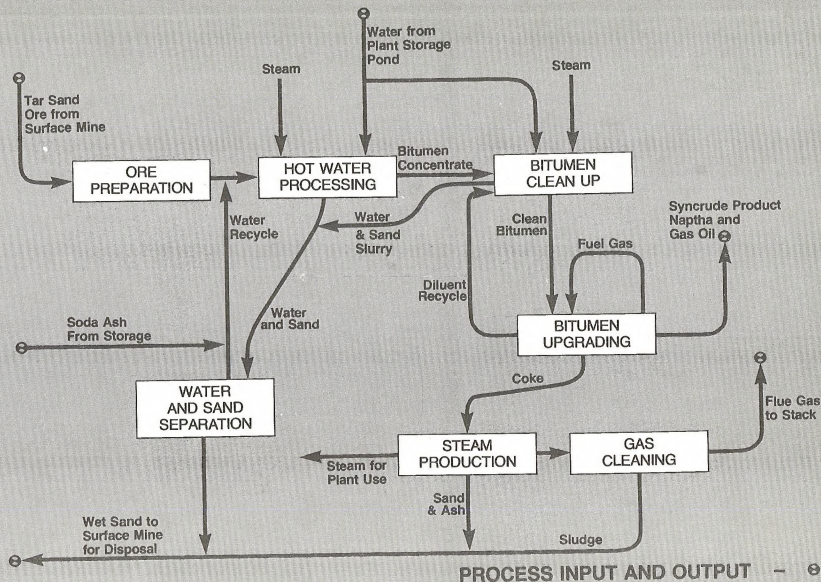 Water from
Plant Storage
Pond
Steam
Steam
Tar Sand
Ore from
Surface Mine
ORE
PREPARATION
HOT WATER
PROCESSING
Bitumen
Concentrate
BITUMEN
CLEAN UP
Water
Recycle
Water
& Sand
Slurry
Clean
Bitumen
Syncrude Product
Naptha and
Gas Oil
Fuel Gas
Diluent
Recycle
Water
and Sand
Soda Ash
From Storage
BITUMEN
UPGRADING
WATER
AND SAND
SEPARATION
Coke
Flue Gas
to Stack
STEAM
PRODUCTION
GAS
CLEANING
Steam for
Plant Use
Sand
& Ash
Wet Sand to
Surface Mine
for Disposal
Sludge
PROCESS INPUT AND OUTPUT –